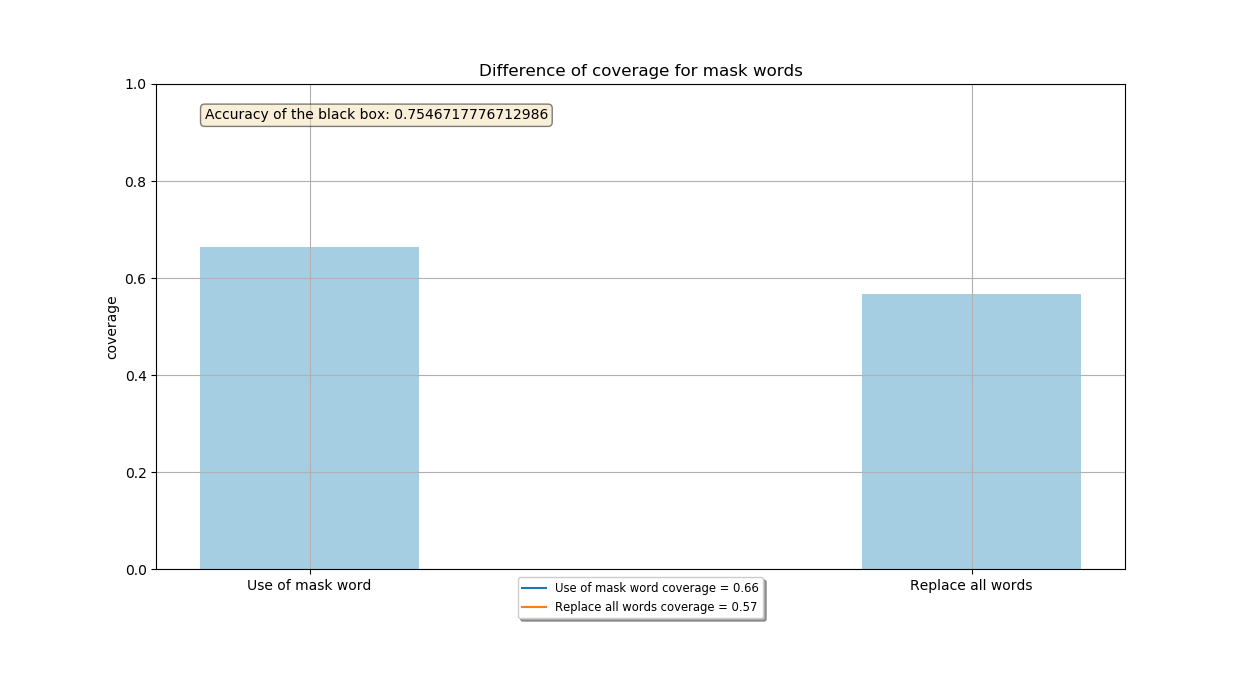 Difference of coverage for mask words
1.0
Accuracy of the black box: 0.7546717776712986
0.8
0.6
coverage
0.4
0.2
0.0
Use of mask word
Replace all words
Use of mask word coverage = 0.66
Replace all words coverage = 0.57